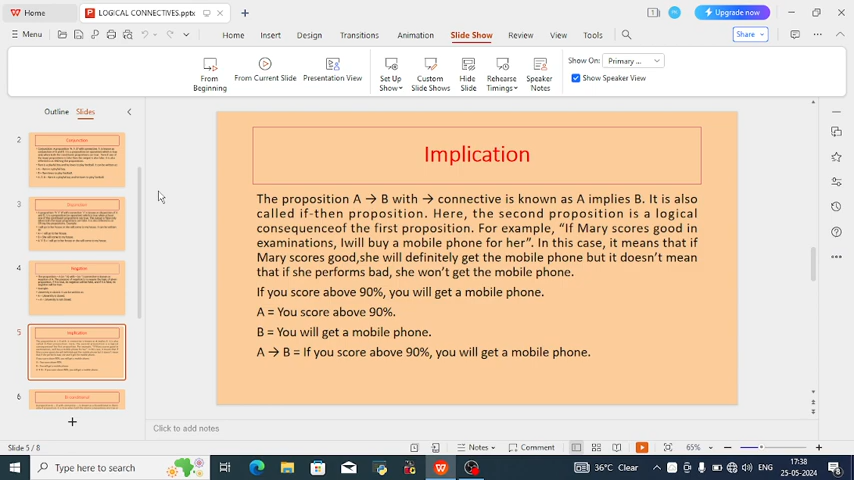 Home
LOGICAL CONNECTIVES.pptx
Upgrade now
Menu
Home Insert Design Transitions Animation Slide Show Review View Tools
Share
From Beginning
From Current Slide
Presentation View
Set Up Show
Custom Slide Shows
Hide Slide
Rehearse Timings
Speaker Notes
Show On: Primary ...
Show Speaker View
Outline Slides
2
3
4
Negation
5
Implication
6
Implication
The proposition A → B with → connective is known as A implies B. It is also
called if-then proposition. Here, the second proposition is a logical
consequenceof the first proposition. For example, “If Mary scores good in
examinations, Iwill buy a mobile phone for her”. In this case, it means that if
Mary scores good,she will definitely get the mobile phone but it doesn’t mean
that if she performs bad, she won’t get the mobile phone.
If you score above 90%, you will get a mobile phone.
A = You score above 90%.
B = You will get a mobile phone.
A → B = If you score above 90%, you will get a mobile phone.
Click to add notes
Slide 5 / 8
Notes
Comment
65%
Type here to search
36°C Clear
ENG
17:38
25-05-2024